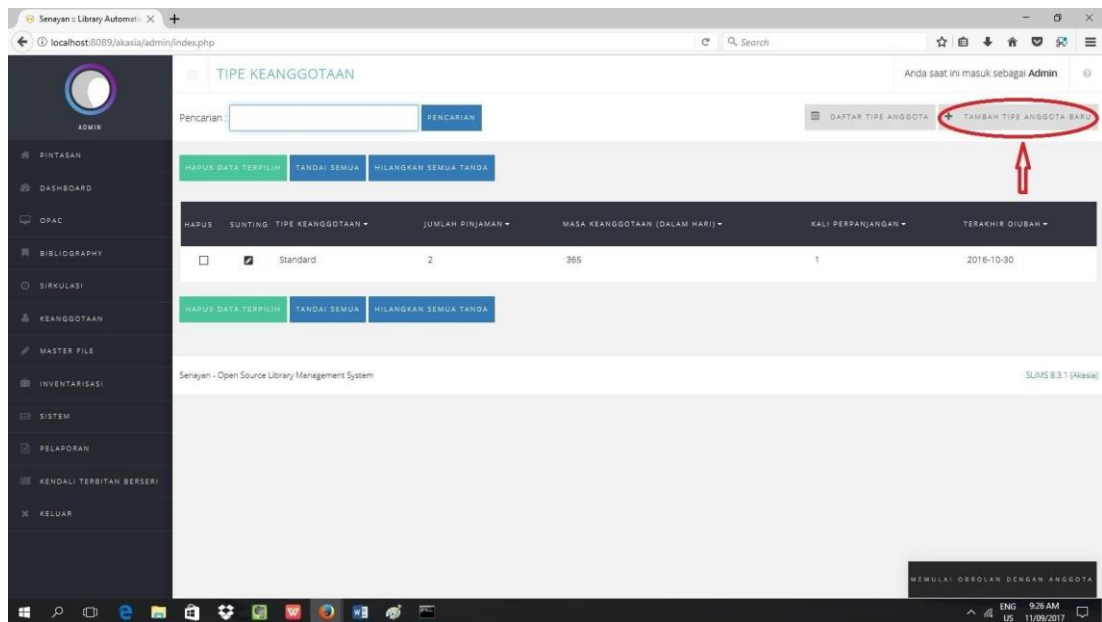 Senayan :: Library Automati
localhost:8089/akasia/admin/index.php
Search
ADMIN
TIPE KEANGGOTAAN
Anda saat ini masuk sebagai Admin
Pencarian :
PENCARIAN
DAFTAR TIPE ANGGOTA
TAMBAH TIPE ANGGOTA BARU
PINTASAN
DASHBOARD
OPAC
BIBLIOGRAPHY
SIRKULASI
KEANGGOTAAN
MASTER FILE
INVENTARISASI
SISTEM
PELAPORAN
KENDALI TERBITAN BERSERI
KELUAR
HAPUS DATA TERPILIH TANDAI SEMUA HILANGKAN SEMUA TANDA
HAPUS SUNTING TIPE KEANGGOTAAN JUMLAH PINJAMAN MASA KEANGGOTAAN (DALAM HARI) KALI PERPANJANGAN TERAKHIR DIUBAH
Standard 2 365 1 2016-10-30
HAPUS DATA TERPILIH TANDAI SEMUA HILANGKAN SEMUA TANDA
Senayan - Open Source Library Management System
SLiMS 8.3.1 (Akasia)
MEMULAI OBROLAN DENGAN ANGGOTA
ENG 9:26 AM
US 11/09/2017